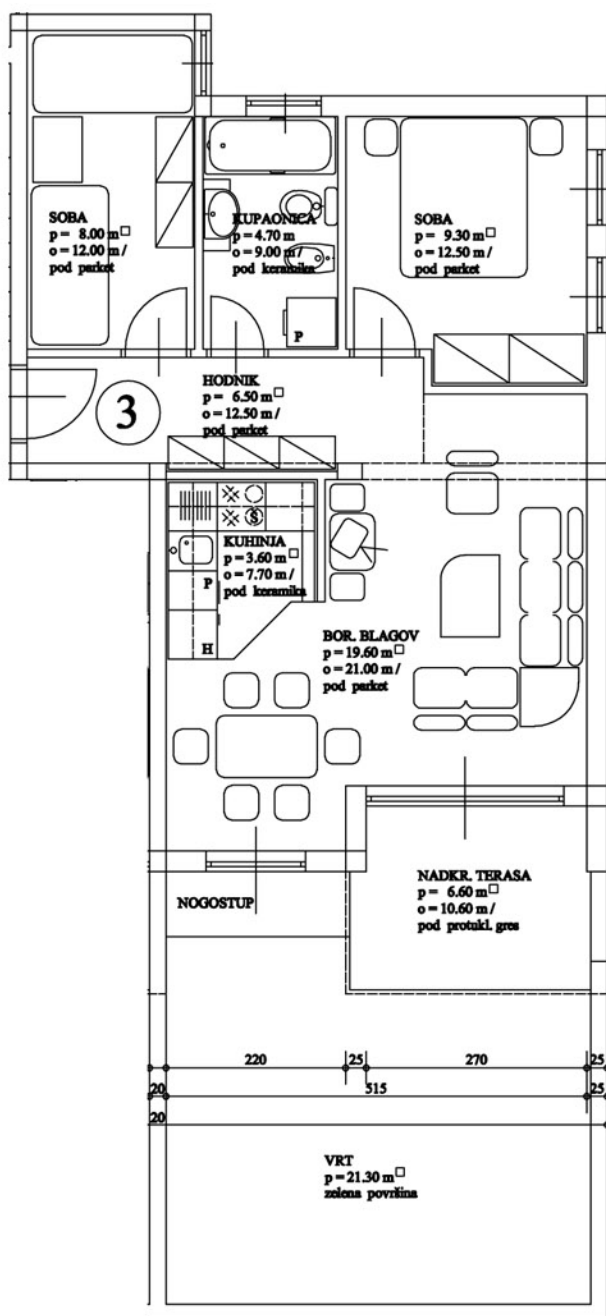 SOBA
p = 8.00 m□
o = 12.00 m /
pod parket
KUPAONICA
p = 4.70 m
o = 9.00 m /
pod keramika
P
SOBA
p = 9.30 m□
o = 12.50 m /
pod parket
3
HODNIK
p = 6.50 m□
o = 12.50 m /
pod parket
Š
KUHINJA
p = 3.60 m□
o = 7.70 m /
pod keramika
P
H
BOR. BLAGOV
p = 19.60 m□
o = 21.00 m /
pod parket
NADKR. TERASA
p = 6.60 m□
o = 10.60 m /
pod protukl. gres
NOGOSTUP
220 25 270 25
20 515 25
20
VRT
p = 21.30 m□
zelena površina